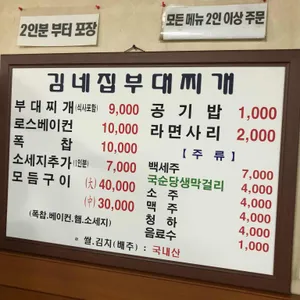 2인분 부터 포장
모든 메뉴 2인 이상 주문
김네집부대찌개
부대찌개(식사포함) 9,000
로스베이컨 10,000
폭찹 10,000
소세지추가(1인분) 7,000
모듬구이 (大) 40,000
(中) 30,000
(폭찹.베이컨.햄.소세지)
공기밥 1,000
라면사리 2,000
[주류]
백세주 7,000
국순당생막걸리 4,000
소주 4,000
맥주 4,000
청하 4,000
음료수 1,000
* 쌀.김치(배추) : 국내산